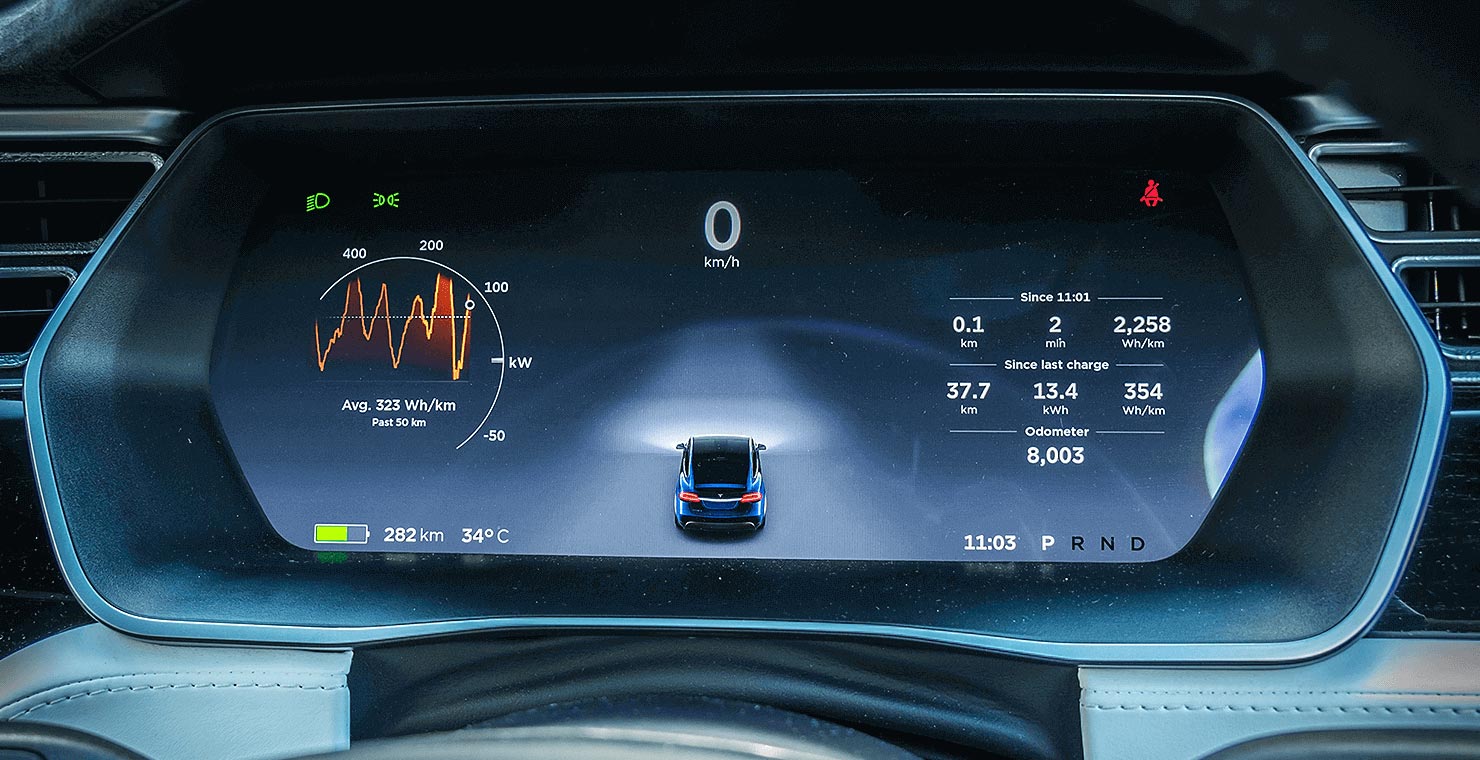 0
km/h
400
200
100
kW
-50
Avg. 323 Wh/km
Past 50 km
Since 11:01
0.1 2 2,258
km min Wh/km
Since last charge
37.7 13.4 354
km kWh Wh/km
Odometer
8,003
282 km 34° C
11:03 P R N D